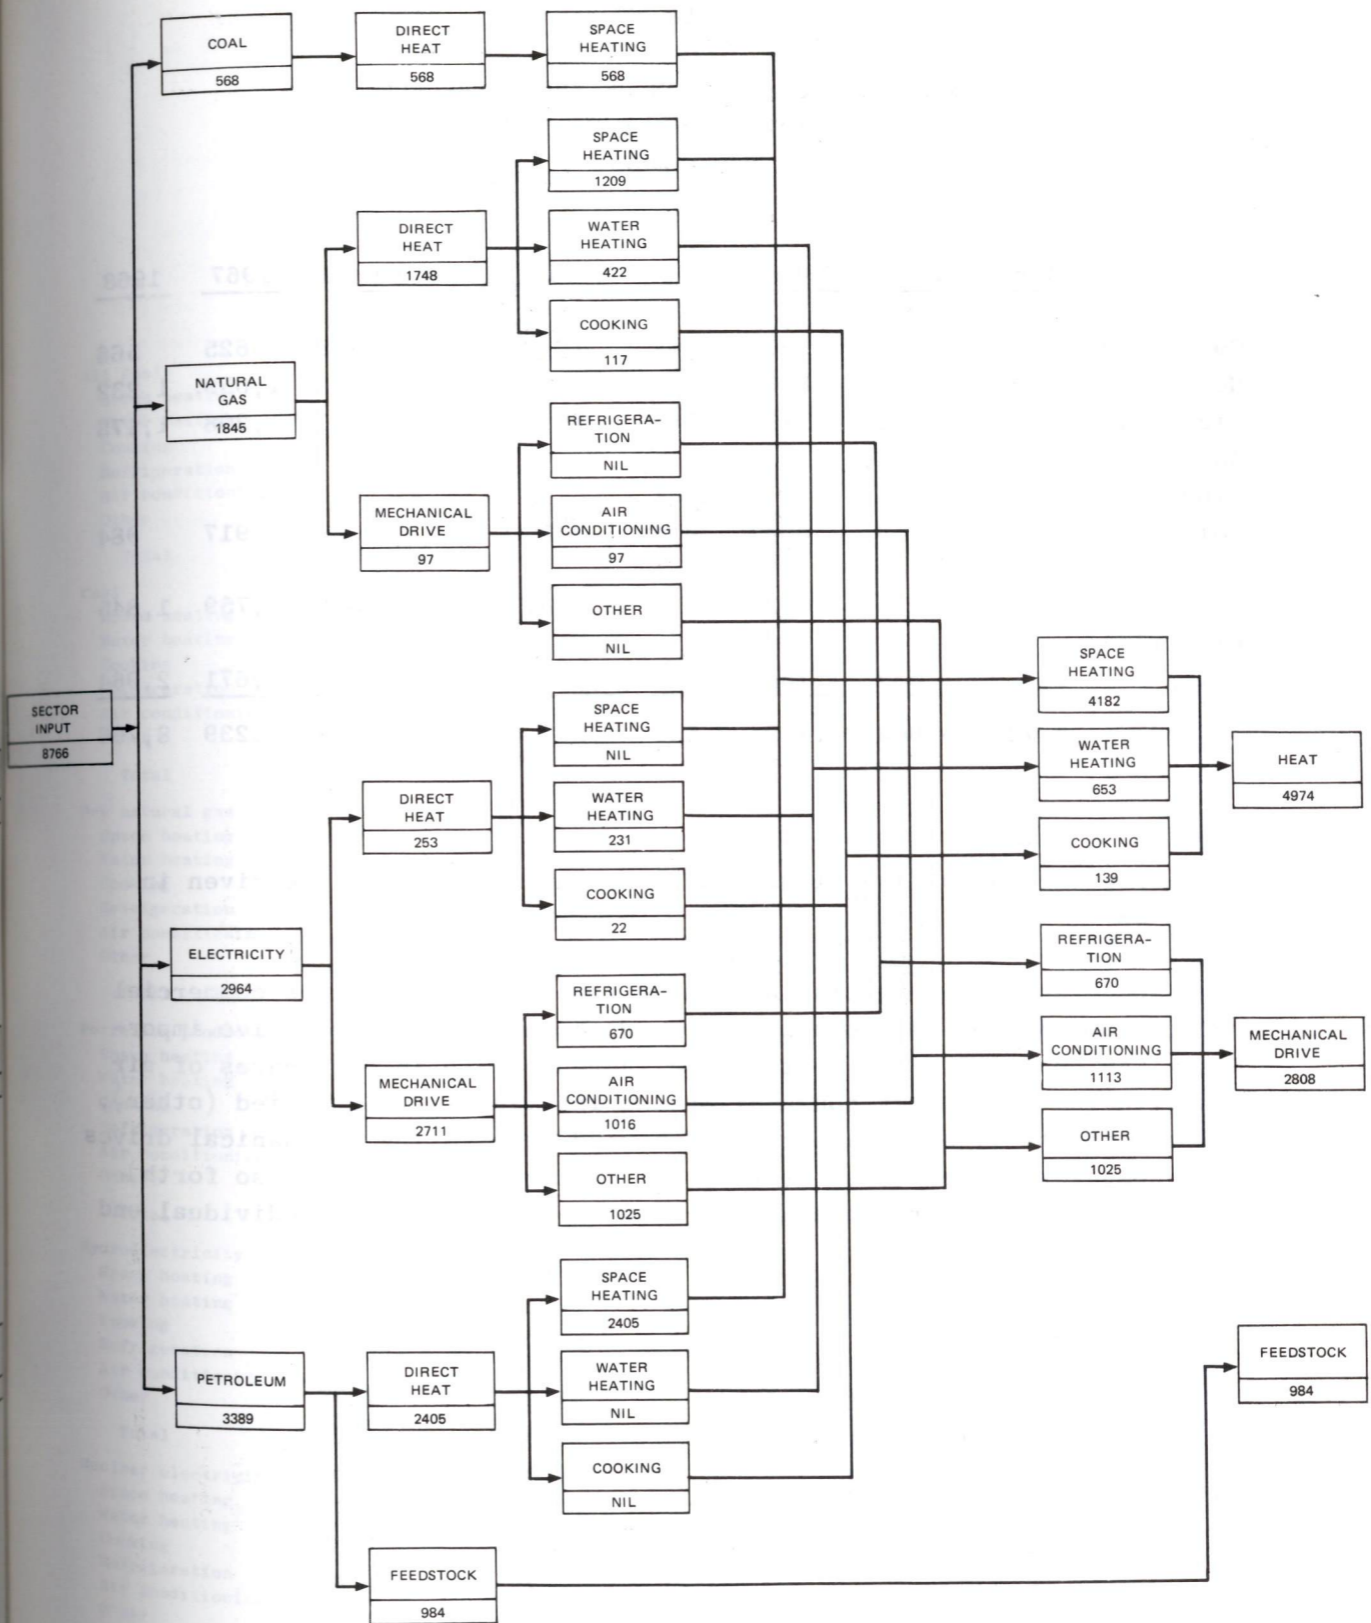 COAL
568
DIRECT
HEAT
568
SPACE
HEATING
568
SPACE
HEATING
1209
DIRECT
HEAT
1748
WATER
HEATING
422
COOKING
117
NATURAL
GAS
1845
REFRIGERA-
TION
NIL
MECHANICAL
DRIVE
97
AIR
CONDITIONING
97
OTHER
NIL
SECTOR
INPUT
8766
SPACE
HEATING
NIL
DIRECT
HEAT
253
WATER
HEATING
231
COOKING
22
ELECTRICITY
2964
REFRIGERA-
TION
670
MECHANICAL
DRIVE
2711
AIR
CONDITIONING
1016
OTHER
1025
SPACE
HEATING
2405
PETROLEUM
3389
DIRECT
HEAT
2405
WATER
HEATING
NIL
COOKING
NIL
FEEDSTOCK
984
SPACE
HEATING
4182
WATER
HEATING
653
COOKING
139
HEAT
4974
REFRIGERA-
TION
670
AIR
CONDITIONING
1113
OTHER
1025
MECHANICAL
DRIVE
2808
FEEDSTOCK
984